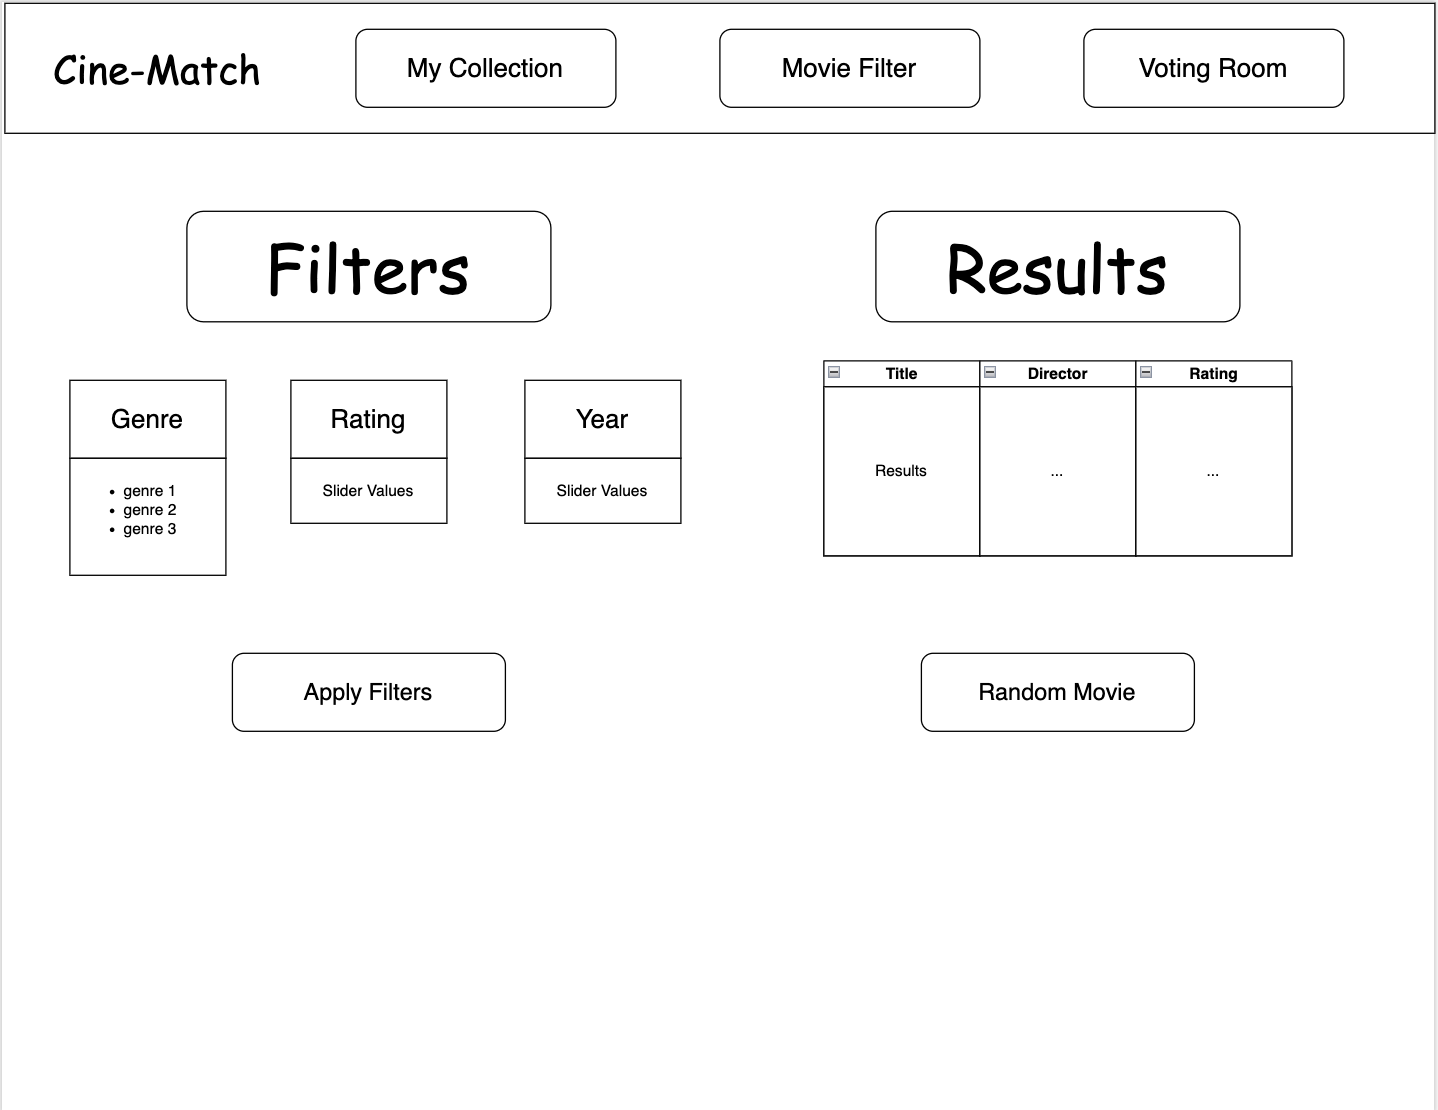 Cine-Match
My Collection
Movie Filter
Voting Room
Filters
Results
Genre
Rating
Year
genre 1
genre 2
genre 3
Slider Values
Slider Values
Title
Director
Rating
Results
...
...
Apply Filters
Random Movie